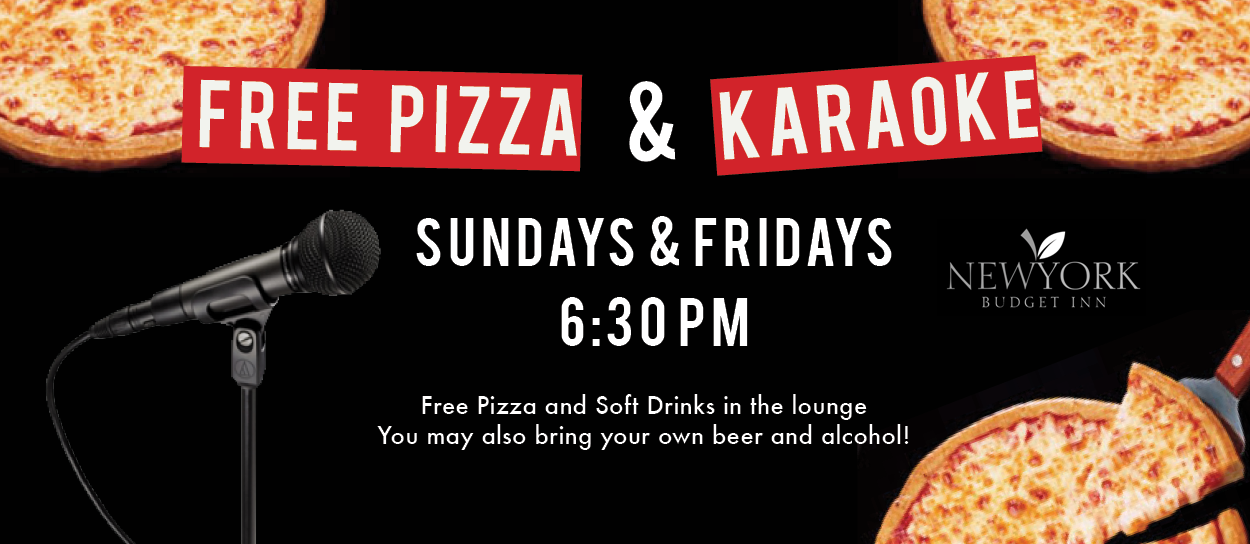 FREE PIZZA & KARAOKE
SUNDAYS & FRIDAYS
6:30 PM
NEWYORK
BUDGET INN
Free Pizza and Soft Drinks in the lounge
You may also bring your own beer and alcohol!